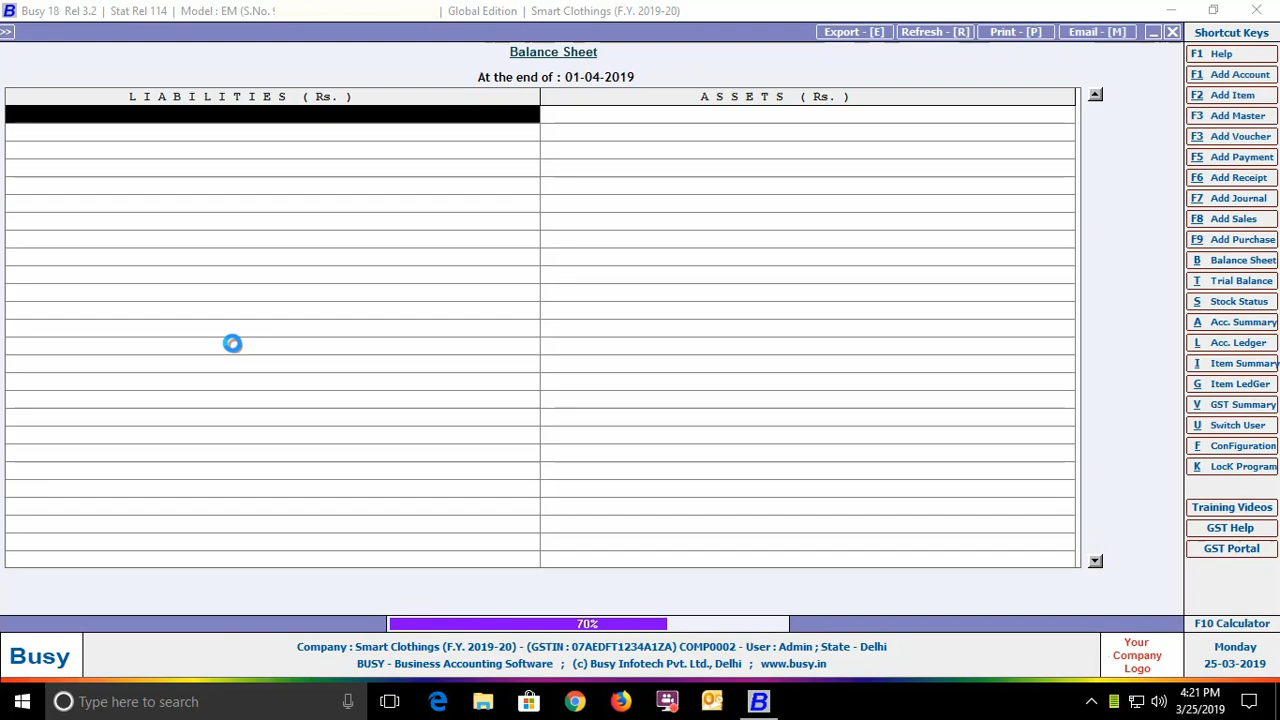 Busy 18 Rel 3.2 | Stat Rel 114 | Model : EM (S.No. | Global Edition | Smart Clothings (F.Y. 2019-20)
>> Export - [E] Refresh - [R] Print - [P] Email - [M]
Balance Sheet
At the end of : 01-04-2019
L I A B I L I T I E S ( Rs. ) A S S E T S ( Rs. )
Shortcut Keys
F1 Help
F1 Add Account
F2 Add Item
F3 Add Master
F3 Add Voucher
F5 Add Payment
F6 Add Receipt
F7 Add Journal
F8 Add Sales
F9 Add Purchase
B Balance Sheet
T Trial Balance
S Stock Status
A Acc. Summary
L Acc. Ledger
I Item Summary
G Item LedGer
V GST Summary
U Switch User
F ConFiguration
K LocK Program
Training Videos
GST Help
GST Portal
70%
F10 Calculator
Busy
Company : Smart Clothings (F.Y. 2019-20) - (GSTIN : 07AEDFT1234A1ZA) COMP0002 - User : Admin ; State - Delhi
BUSY - Business Accounting Software ; (c) Busy Infotech Pvt. Ltd., Delhi ; www.busy.in
Your
Company
Logo
Monday
25-03-2019
Type here to search
4:21 PM
3/25/2019